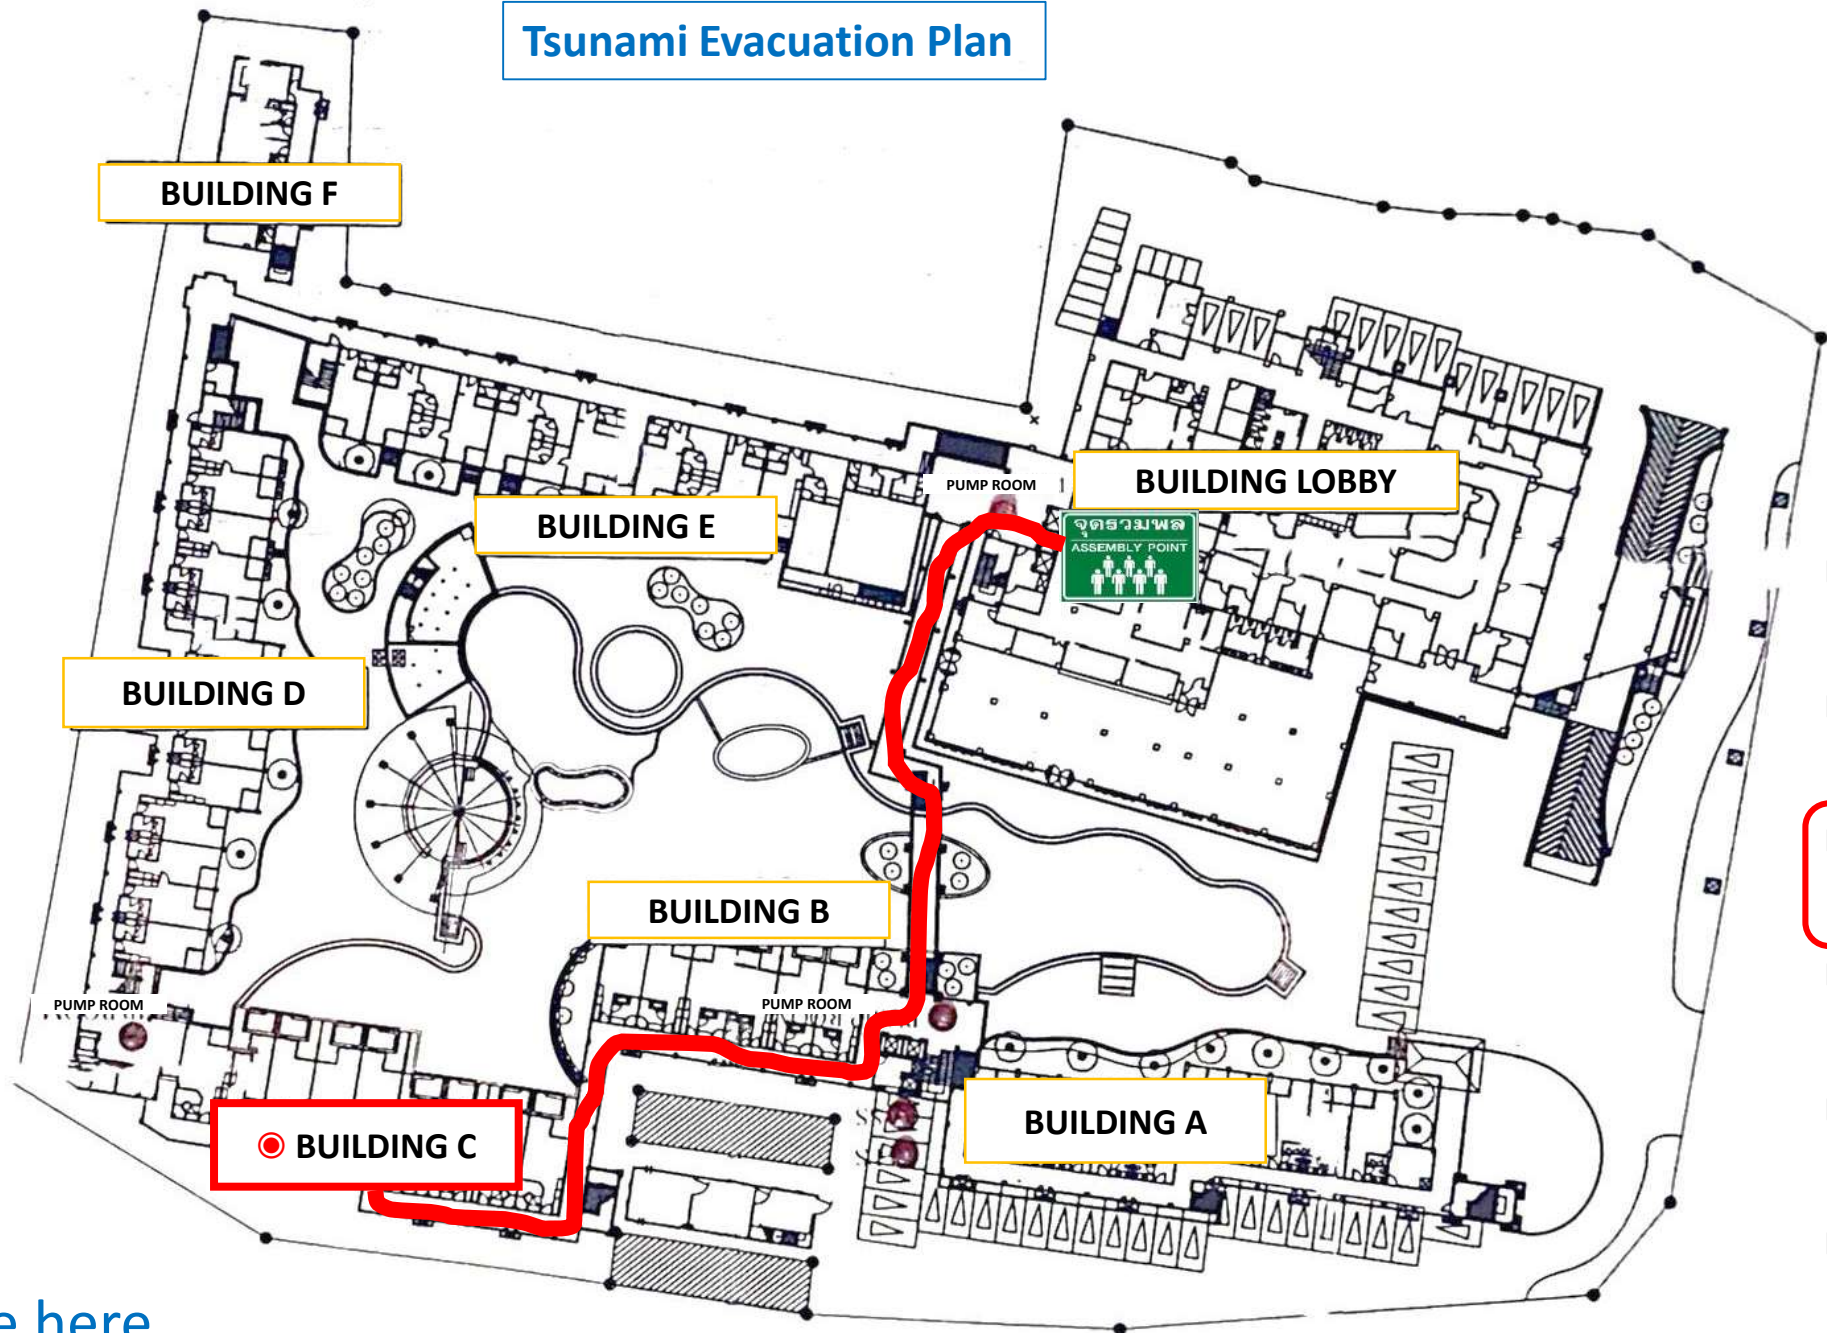 Tsunami Evacuation Plan
BUILDING F
BUILDING LOBBY
PUMP ROOM
BUILDING E
จุดรวมพล
ASSEMBLY POINT
BUILDING D
BUILDING B
PUMP ROOM
PUMP ROOM
BUILDING A
BUILDING C
here